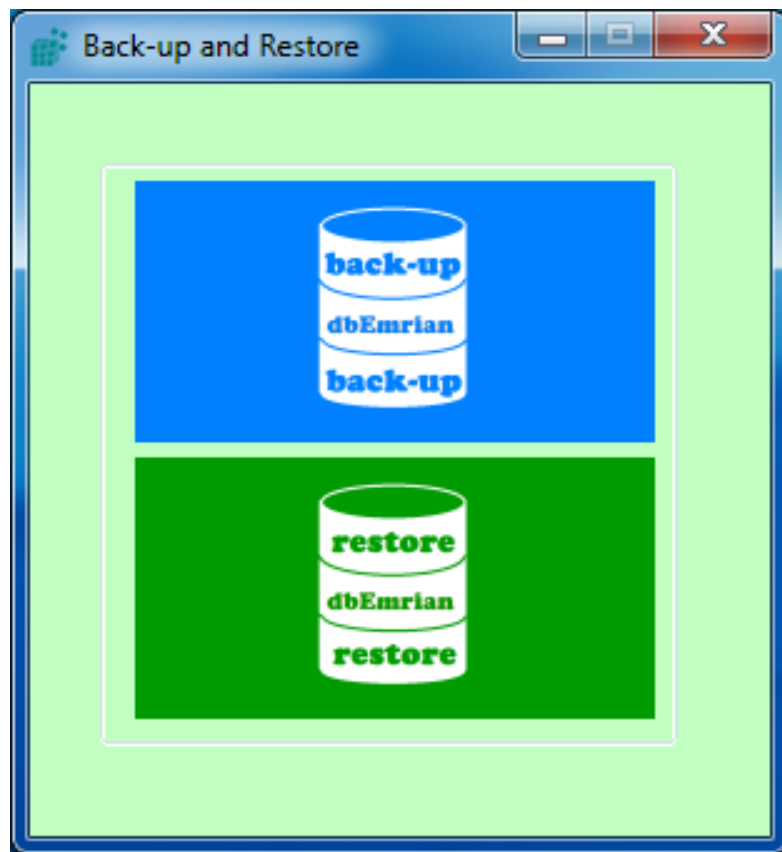 Back-up and Restore
back-up
dbEmrian
back-up
restore
dbEmrian
restore